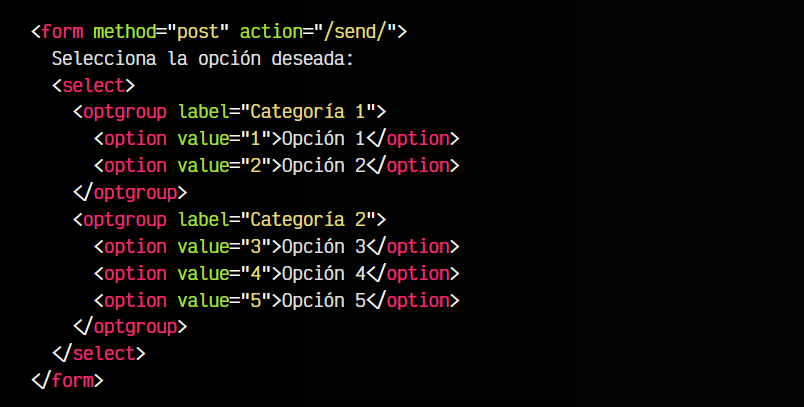 <form method="post" action="/send/">
  Selecciona la opción deseada:
  <select>
    <optgroup label="Categoría 1">
      <option value="1">Opción 1</option>
      <option value="2">Opción 2</option>
    </optgroup>
    <optgroup label="Categoría 2">
      <option value="3">Opción 3</option>
      <option value="4">Opción 4</option>
      <option value="5">Opción 5</option>
    </optgroup>
  </select>
</form>